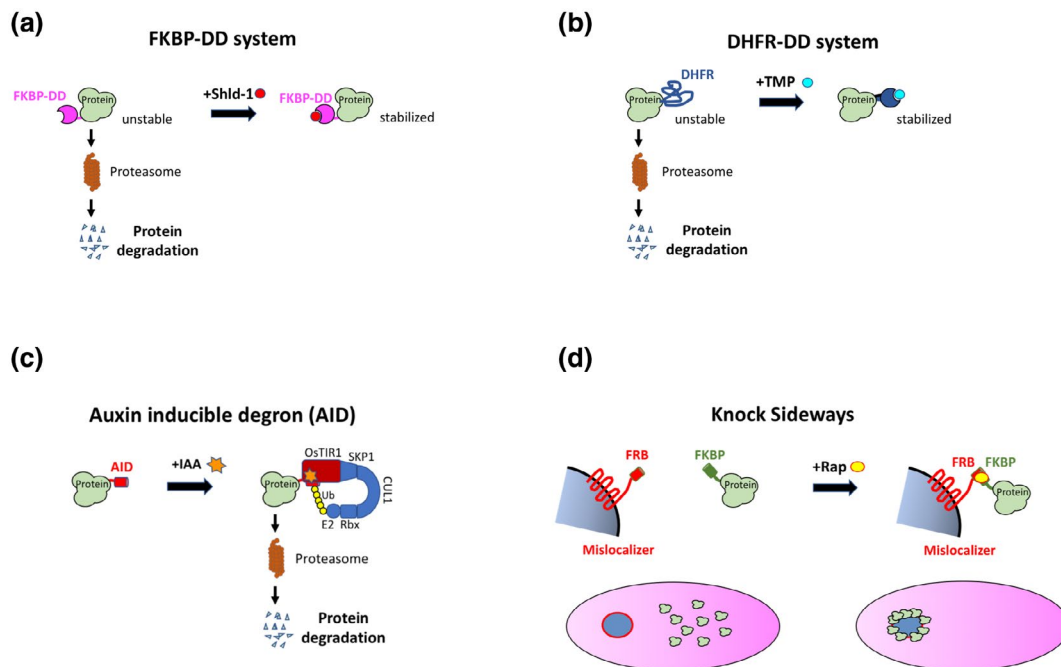 (a)
FKBP-DD system
FKBP-DD
Protein
unstable
+Shld-1
FKBP-DD
Protein
stabilized
Proteasome
Protein
degradation
(b)
DHFR-DD system
DHFR
Protein
unstable
+TMP
Protein
stabilized
Proteasome
Protein
degradation
(c)
Auxin inducible degron (AID)
AID
Protein
+IAA
OsTIR1
SKP1
CUL1
Protein
Ub
E2 Rbx
Proteasome
Protein
degradation
(d)
Knock Sideways
FRB
FKBP
Protein
Mislocalizer
+Rap
FRB FKBP
Protein
Mislocalizer